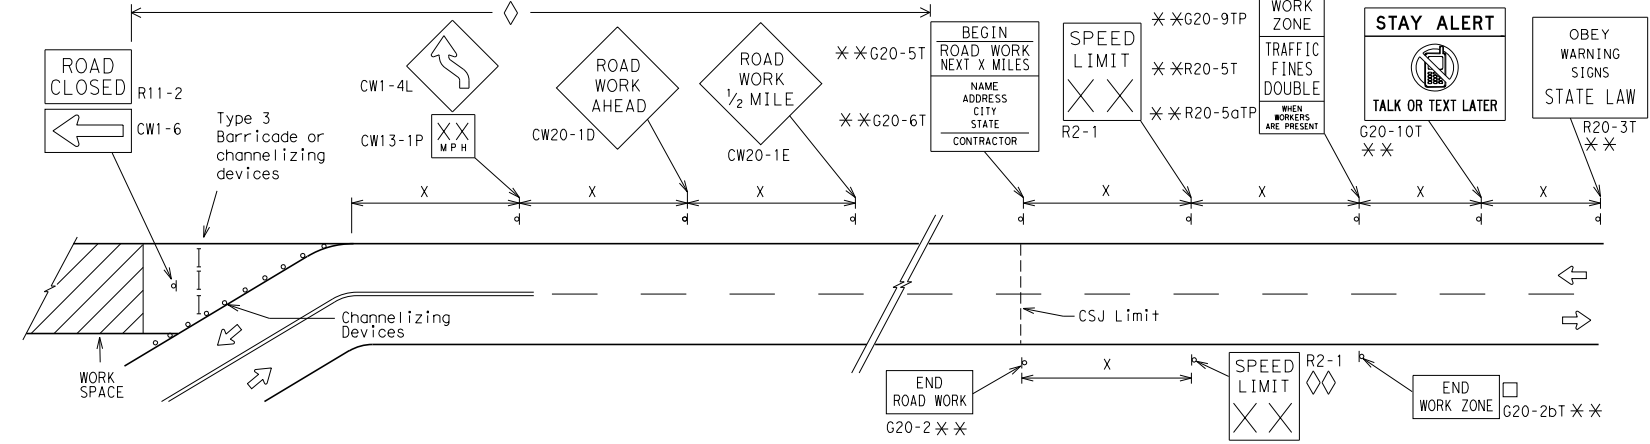 ROAD
CLOSED
R11-2
CW1-6
Type 3
Barricade or
channelizing
devices
CW1-4L
CW13-1P
X X
MPH
ROAD
WORK
AHEAD
CW20-1D
ROAD
WORK
1/2 MILE
CW20-1E
**G20-5T
**G20-6T
BEGIN
ROAD WORK
NEXT X MILES
NAME
ADDRESS
CITY
STATE
CONTRACTOR
SPEED
LIMIT
X X
R2-1
**G20-9TP
**R20-5T
**R20-5aTP
WORK
ZONE
TRAFFIC
FINES
DOUBLE
WHEN
WORKERS
ARE PRESENT
STAY ALERT
TALK OR TEXT LATER
G20-10T
**
OBEY
WARNING
SIGNS
STATE LAW
R20-3T
**
X
X
X
X
X
X
X
Channelizing
Devices
WORK
SPACE
CSJ Limit
X
END
ROAD WORK
G20-2**
SPEED
LIMIT
X X
R2-1
END
WORK ZONE
G20-2bT **